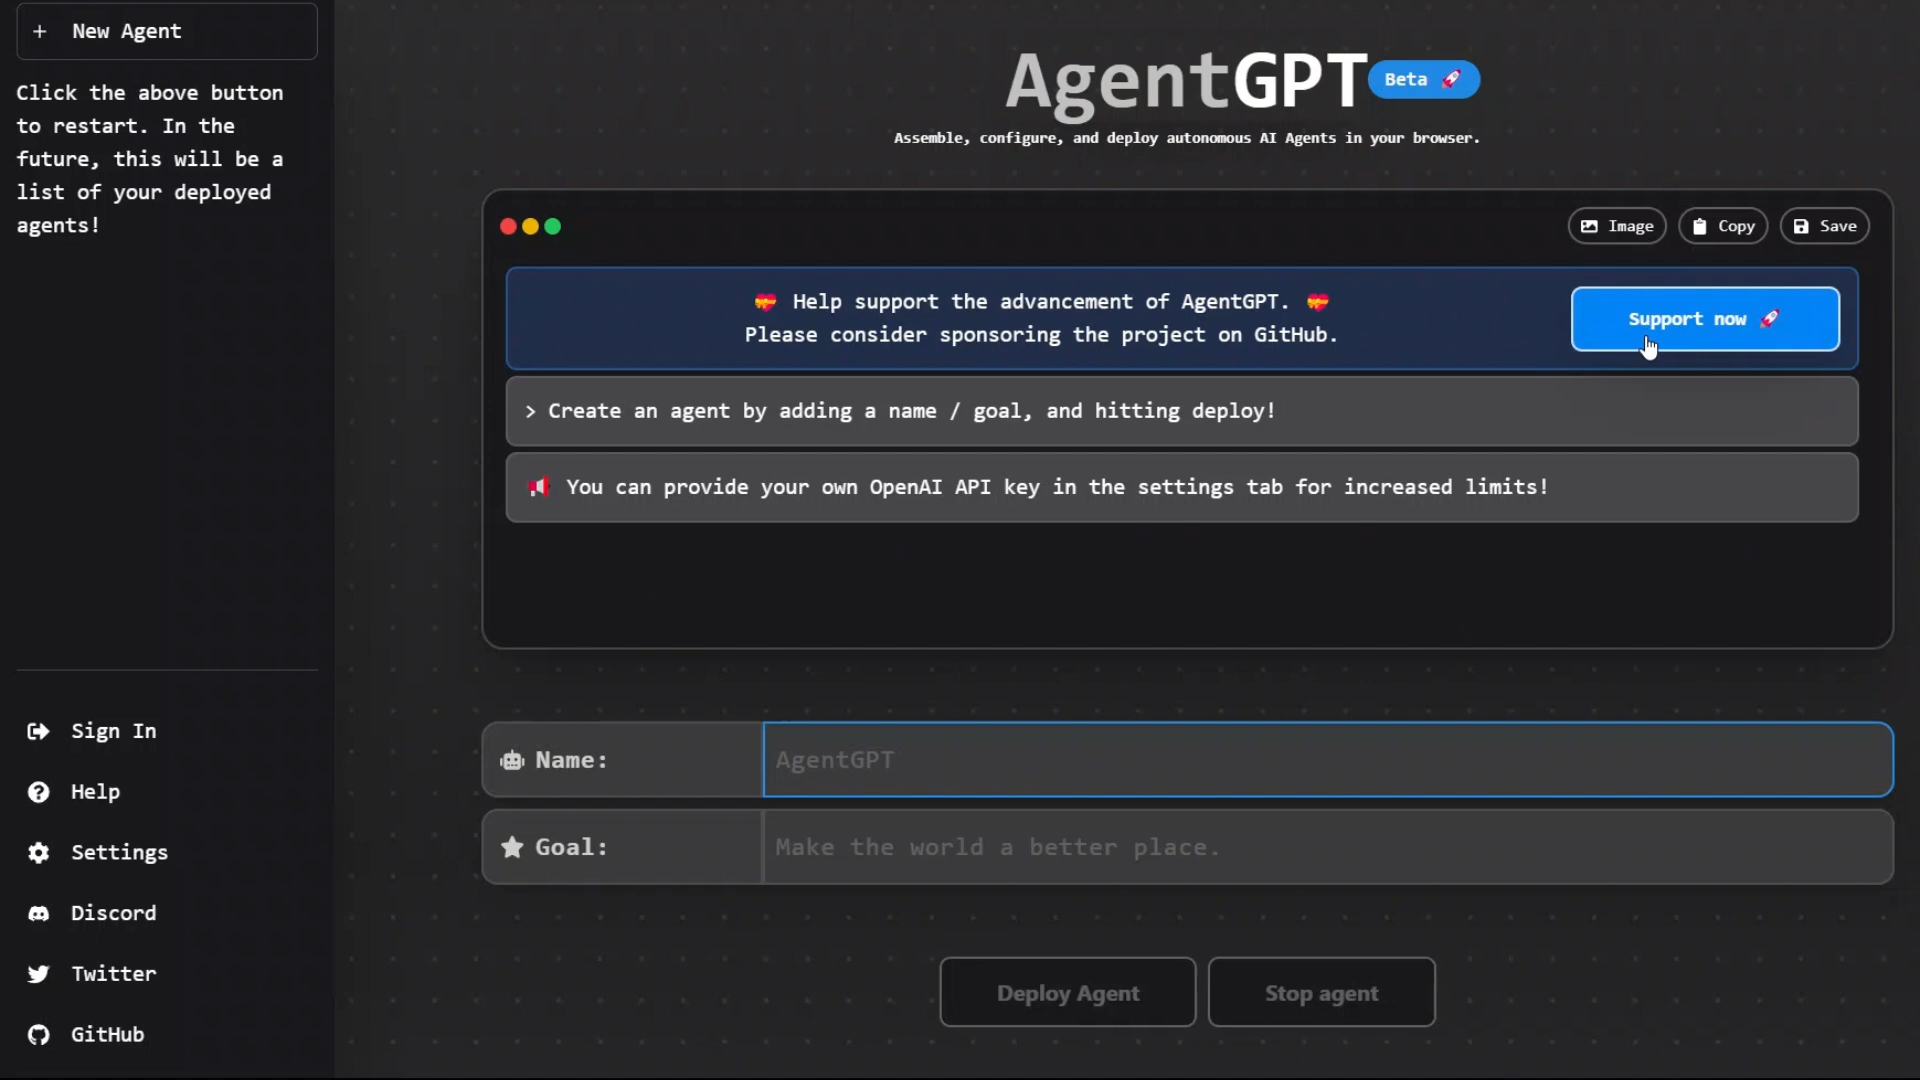 + New Agent
Click the above button
to restart. In the
future, this will be a
list of your deployed
agents!
Sign In
Help
Settings
Discord
Twitter
GitHub
AgentGPT
Beta 🚀
Assemble, configure, and deploy autonomous AI Agents in your browser.
Image
Copy
Save
💝 Help support the advancement of AgentGPT. 💝
Please consider sponsoring the project on GitHub.
Support now 🚀
> Create an agent by adding a name / goal, and hitting deploy!
📢 You can provide your own OpenAI API key in the settings tab for increased limits!
Name:
AgentGPT
Goal:
Make the world a better place.
Deploy Agent
Stop agent